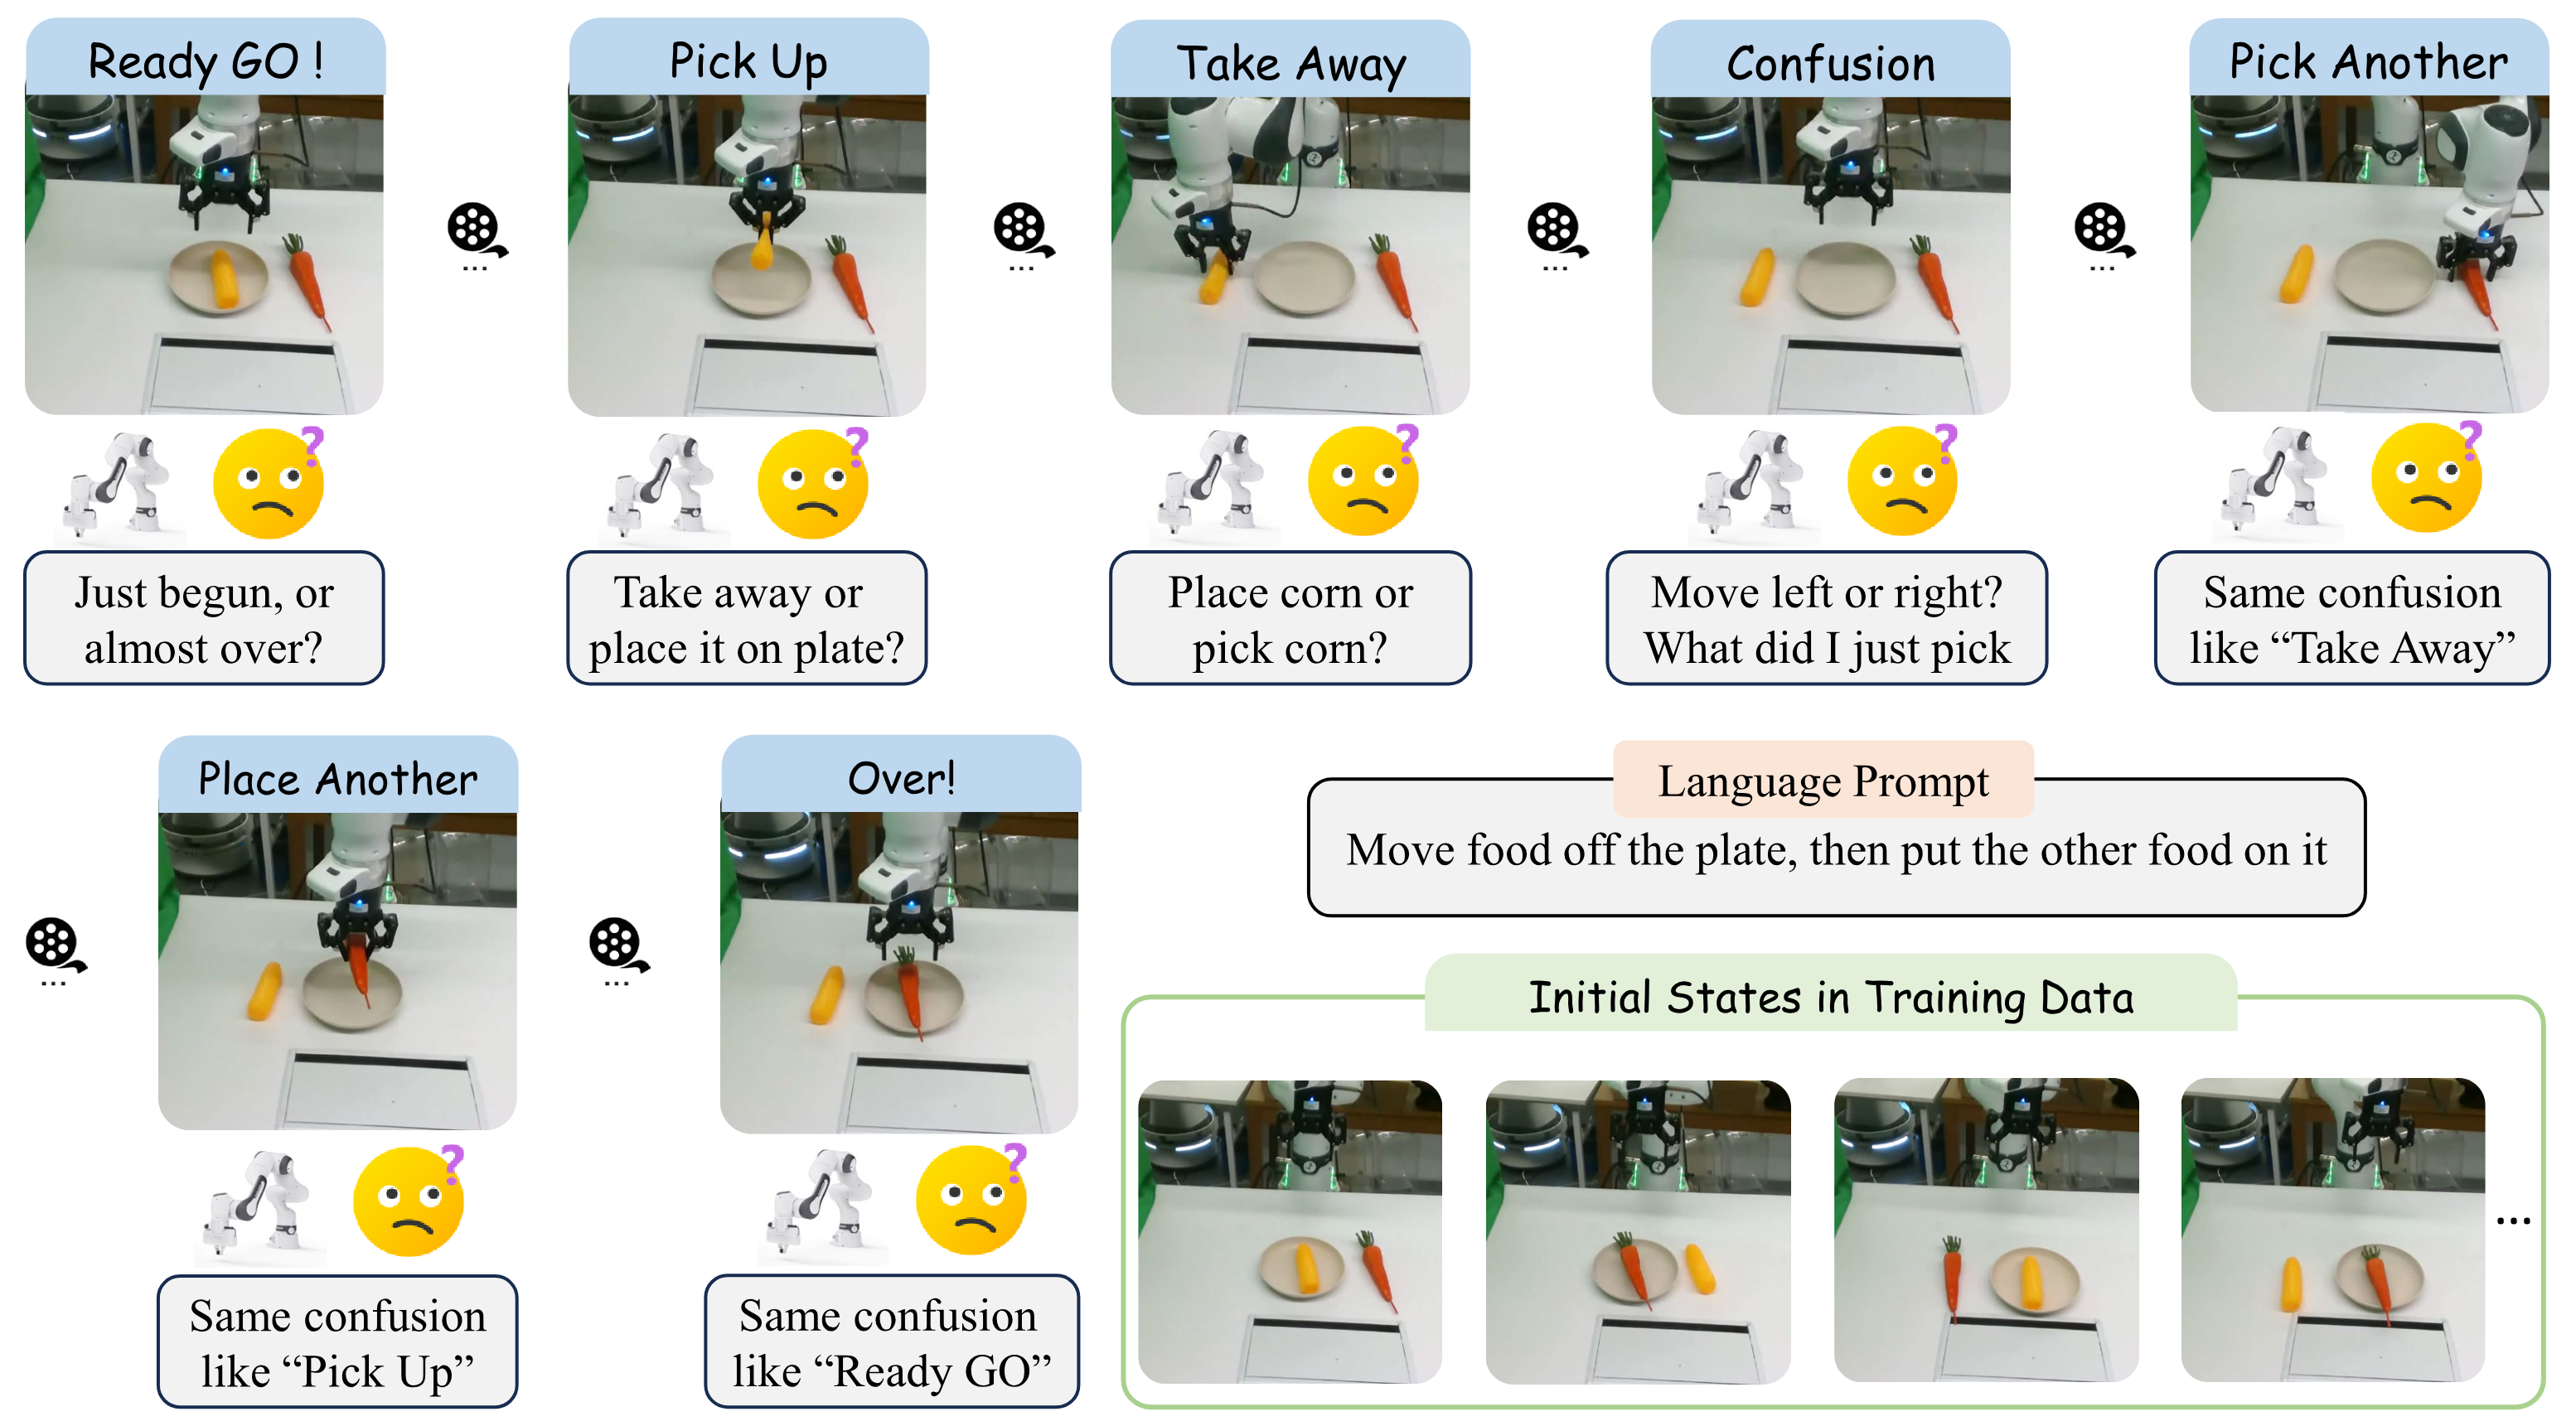 Ready GO !
Pick Up
Take Away
Confusion
Pick Another
...
...
...
...
?
?
?
?
?
Just begun, or
almost over?
Take away or
place it on plate?
Place corn or
pick corn?
Move left or right?
What did I just pick
Same confusion
like “Take Away”
Place Another
Over!
...
...
?
?
Same confusion
like “Pick Up”
Same confusion
like “Ready GO”
Language Prompt
Move food off the plate, then put the other food on it
Initial States in Training Data
...